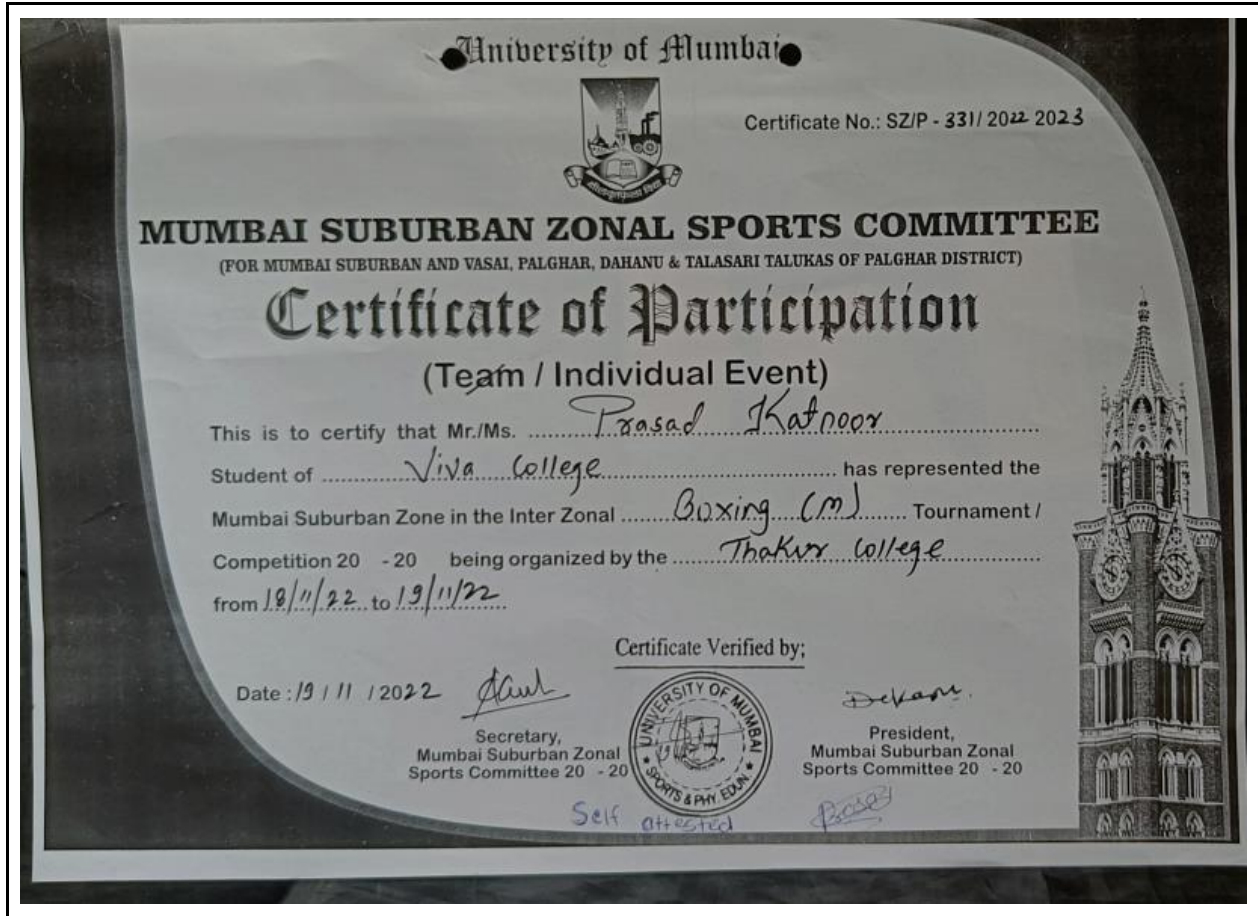 University of Mumbai
Certificate No.: SZ/P - 331/ 2022 2023
MUMBAI SUBURBAN ZONAL SPORTS COMMITTEE
(FOR MUMBAI SUBURBAN AND VASAI, PALGHAR, DAHANU & TALASARI TALUKAS OF PALGHAR DISTRICT)
Certificate of Participation
(Team / Individual Event)
This is to certify that Mr./Ms. Prasad Katnoor
Student of Viva College has represented the
Mumbai Suburban Zone in the Inter Zonal Boxing (M) Tournament /
Competition 20 - 20 being organized by the Thakur College
from 18/11/22 to 19/11/22
Certificate Verified by;
Date : 19 / 11 / 2022
Secretary,
Mumbai Suburban Zonal
Sports Committee 20 - 20
UNIVERSITY OF MUMBAI
SPORTS & PHY. EDUN.
President,
Mumbai Suburban Zonal
Sports Committee 20 - 20
Self attested